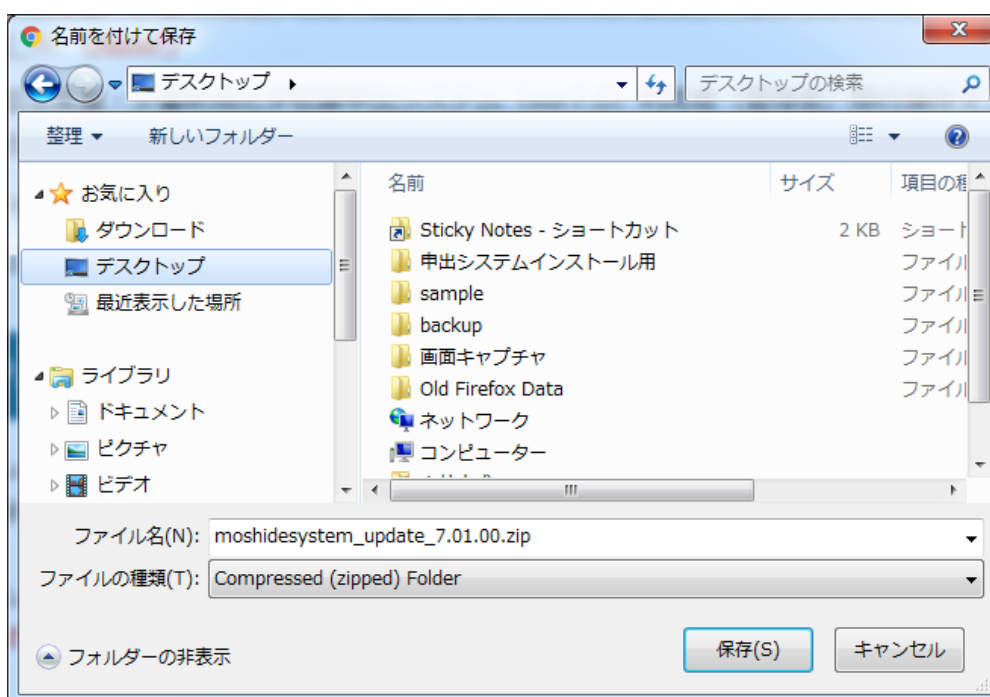 名前を付けて保存
デスクトップ
デスクトップの検索
整理
新しいフォルダー
お気に入り
ダウンロード
デスクトップ
最近表示した場所
ライブラリ
ドキュメント
ピクチャ
ビデオ
名前 サイズ 項目の種
Sticky Notes - ショートカット 2 KB ショート
申出システムインストール用 ファイル
sample ファイル
backup ファイル
画面キャプチャ ファイル
Old Firefox Data ファイル
ネットワーク
コンピューター
ファイル名(N): moshidesystem_update_7.01.00.zip
ファイルの種類(T): Compressed (zipped) Folder
フォルダーの非表示
保存(S)
キャンセル